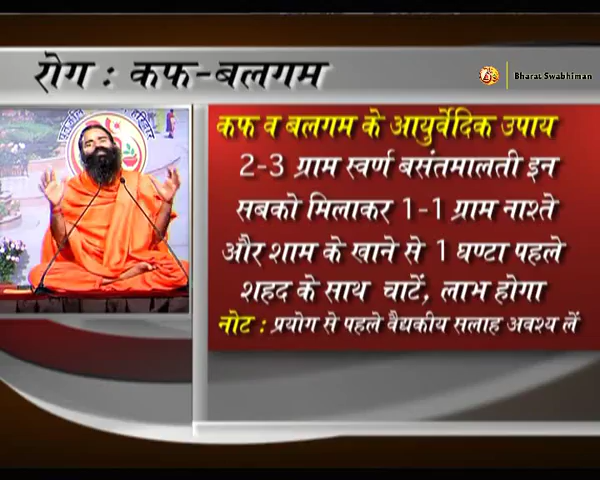 रोग : कफ-बलगम
Bharat Swabhiman
कफ व बलगम के आयुर्वेदिक उपाय
2-3 ग्राम स्वर्ण बसंतमालती इन
सबको मिलाकर 1-1 ग्राम नाश्ते
और शाम के खाने से 1 घण्टा पहले
शहद के साथ चाटें, लाभ होगा
नोट : प्रयोग से पहले वैद्यकीय सलाह अवश्य लें